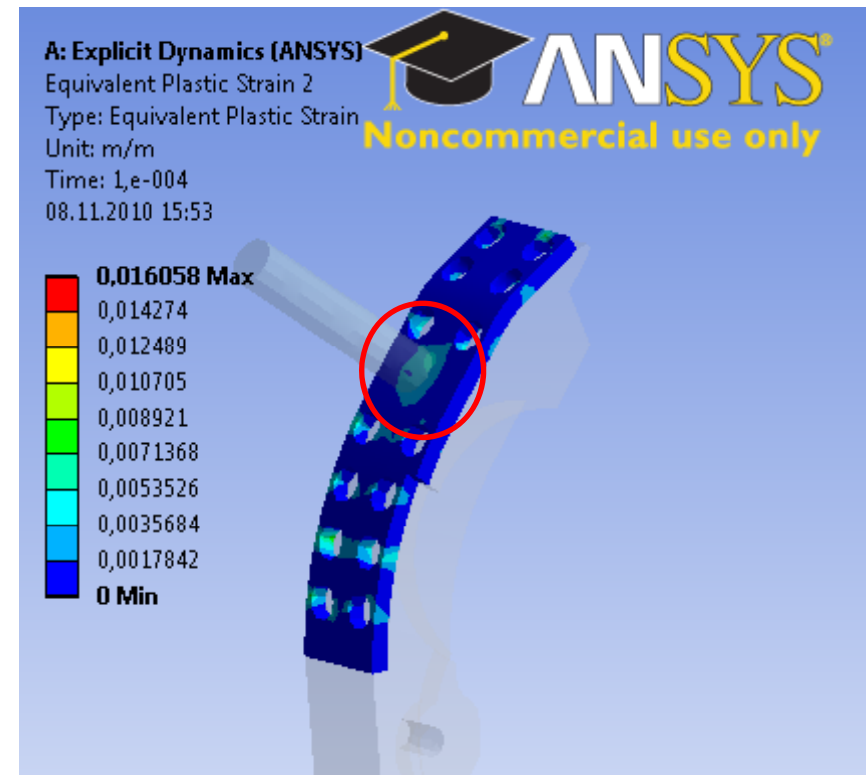 A: Explicit Dynamics (ANSYS)
Equivalent Plastic Strain 2
Type: Equivalent Plastic Strain
Unit: m/m
Time: 1,e-004
08.11.2010 15:53
ANSYS®
Noncommercial use only
0,016058 Max
0,014274
0,012489
0,010705
0,008921
0,0071368
0,0053526
0,0035684
0,0017842
0 Min